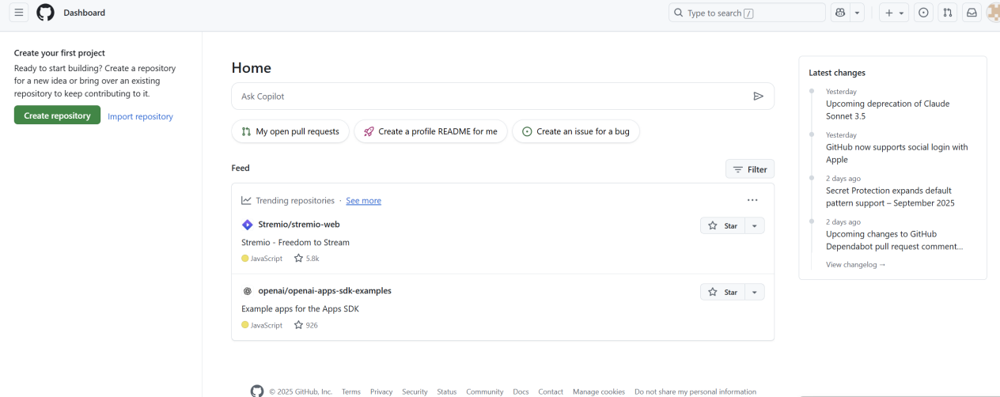 Dashboard
Type to search /
Create your first project
Ready to start building? Create a repository
for a new idea or bring over an existing
repository to keep contributing to it.
Create repository
Import repository
Home
Ask Copilot
My open pull requests
Create a profile README for me
Create an issue for a bug
Feed
Filter
Trending repositories · See more
Stremio/stremio-web
Star
Stremio - Freedom to Stream
JavaScript
5.8k
openai/openai-apps-sdk-examples
Star
Example apps for the Apps SDK
JavaScript
926
Latest changes
Yesterday
Upcoming deprecation of Claude
Sonnet 3.5
Yesterday
GitHub now supports social login with
Apple
2 days ago
Secret Protection expands default
pattern support – September 2025
2 days ago
Upcoming changes to GitHub
Dependabot pull request comment…
View changelog →
© 2025 GitHub, Inc. Terms Privacy Security Status Community Docs Contact Manage cookies Do not share my personal information